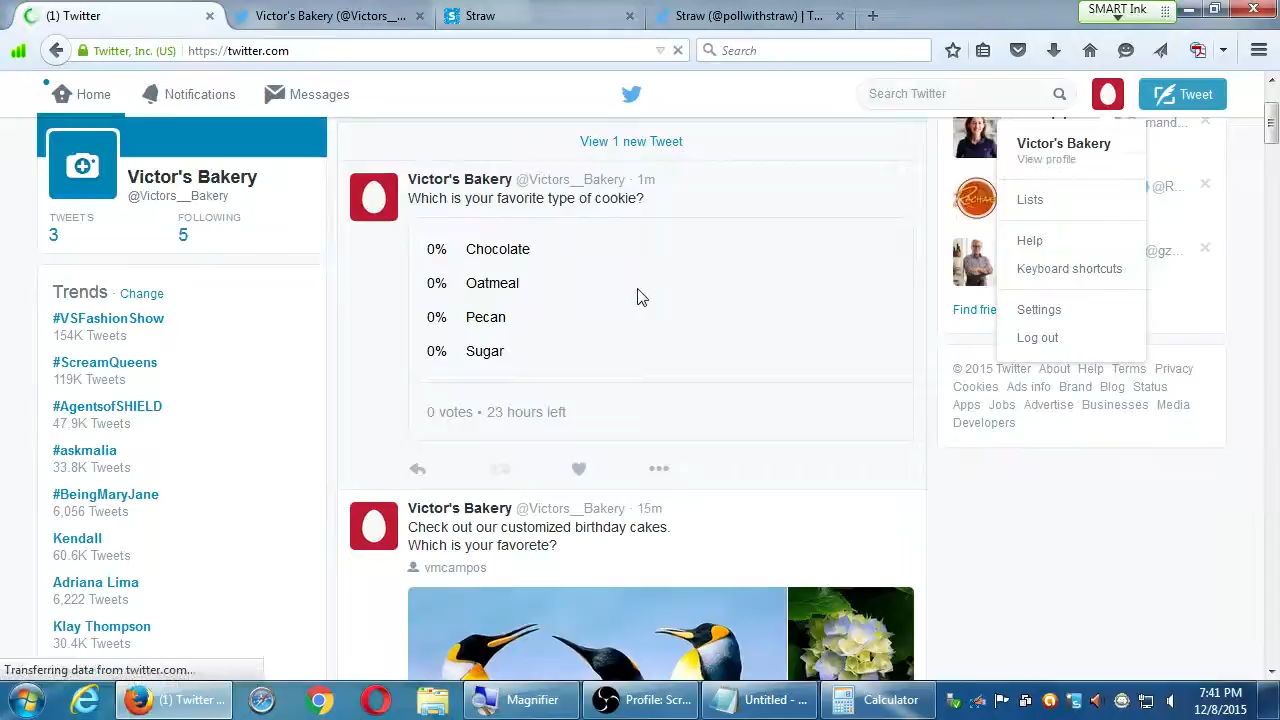 (1) Twitter
Victor's Bakery (@Victors__...
Straw
Straw (@pollwithstraw) | T...
SMART Ink
Twitter, Inc. (US)
https://twitter.com
Search
Home
Notifications
Messages
Search Twitter
Tweet
Victor's Bakery
@Victors__Bakery
TWEETS
FOLLOWING
3
5
Trends · Change
#VSFashionShow
154K Tweets
#ScreamQueens
119K Tweets
#AgentsofSHIELD
47.9K Tweets
#askmalia
33.8K Tweets
#BeingMaryJane
6,056 Tweets
Kendall
60.6K Tweets
Adriana Lima
6,222 Tweets
Klay Thompson
30.4K Tweets
View 1 new Tweet
Victor's Bakery @Victors__Bakery · 1m
Which is your favorite type of cookie?
0% Chocolate
0% Oatmeal
0% Pecan
0% Sugar
0 votes • 23 hours left
Victor's Bakery @Victors__Bakery · 15m
Check out our customized birthday cakes.
Which is your favorete?
vmcampos
mand...
@R...
@gz...
Find frie
Victor's Bakery
View profile
Lists
Help
Keyboard shortcuts
Settings
Log out
© 2015 Twitter About Help Terms Privacy
Cookies Ads info Brand Blog Status
Apps Jobs Advertise Businesses Media
Developers
Transferring data from twitter.com...
(1) Twitter ...
Magnifier
Profile: Scr...
Untitled - ...
Calculator
7:41 PM
12/8/2015